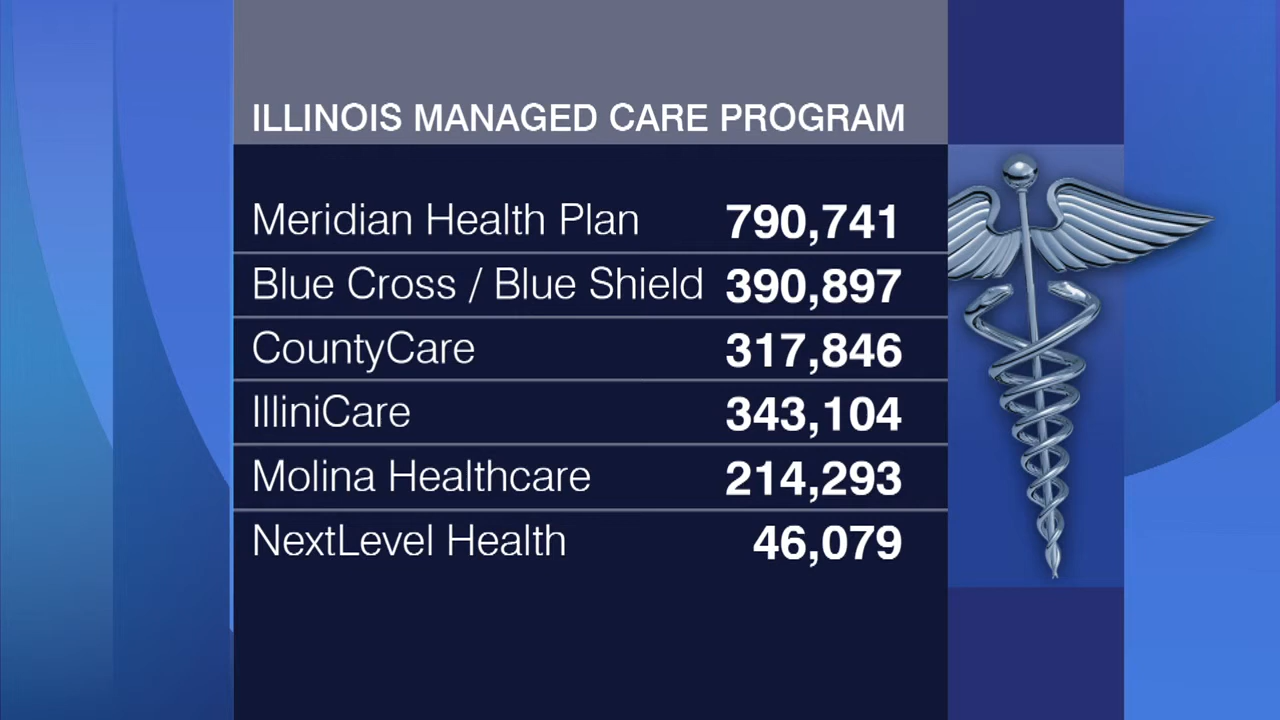 ILLINOIS MANAGED CARE PROGRAM
Meridian Health Plan 790,741
Blue Cross / Blue Shield 390,897
CountyCare 317,846
IlliniCare 343,104
Molina Healthcare 214,293
NextLevel Health 46,079